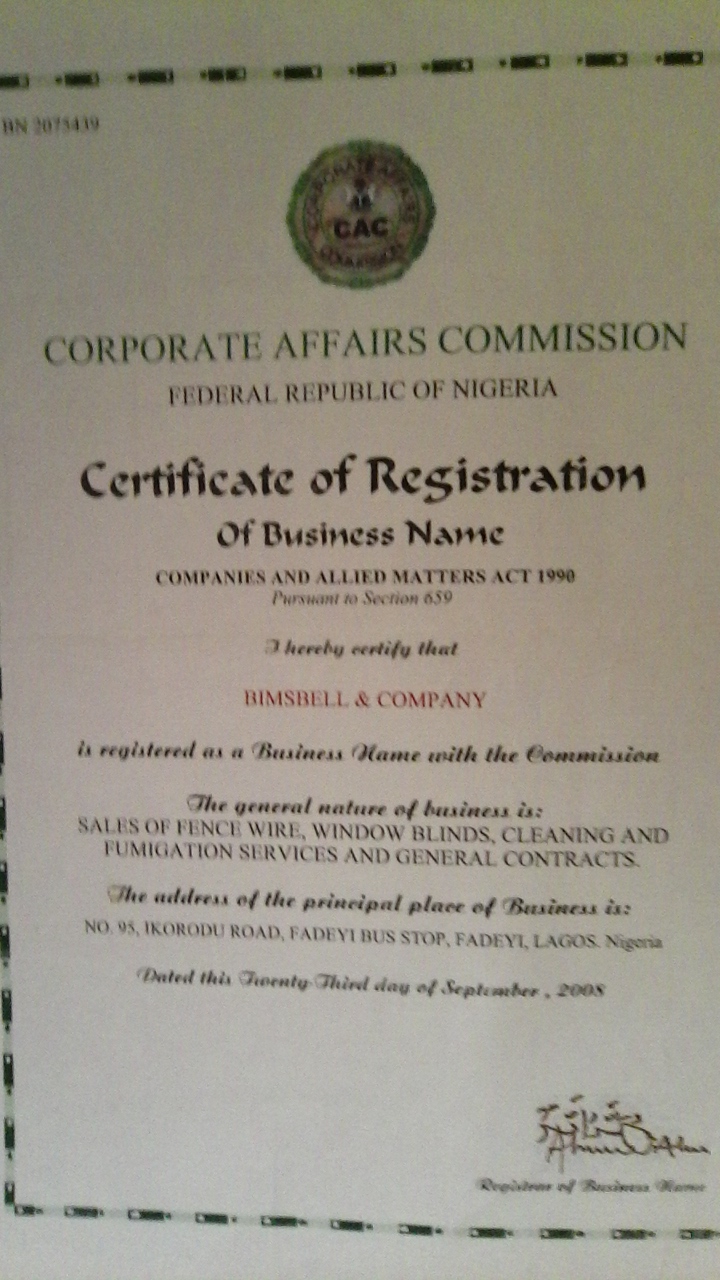 BN 2075439
CORPORATE AFFAIRS
CAC
COMMISSION
CORPORATE AFFAIRS COMMISSION
FEDERAL REPUBLIC OF NIGERIA
Certificate of Registration
Of Business Name
COMPANIES AND ALLIED MATTERS ACT 1990
Pursuant to Section 659
I hereby certify that
BIMSBELL & COMPANY
is registered as a Business Name with the Commission
The general nature of business is:
SALES OF FENCE WIRE, WINDOW BLINDS, CLEANING AND
FUMIGATION SERVICES AND GENERAL CONTRACTS.
The address of the principal place of Business is:
NO. 95, IKORODU ROAD, FADEYI BUS STOP, FADEYI, LAGOS. Nigeria
Dated this Twenty-Third day of September , 2008
Registrar of Business Name